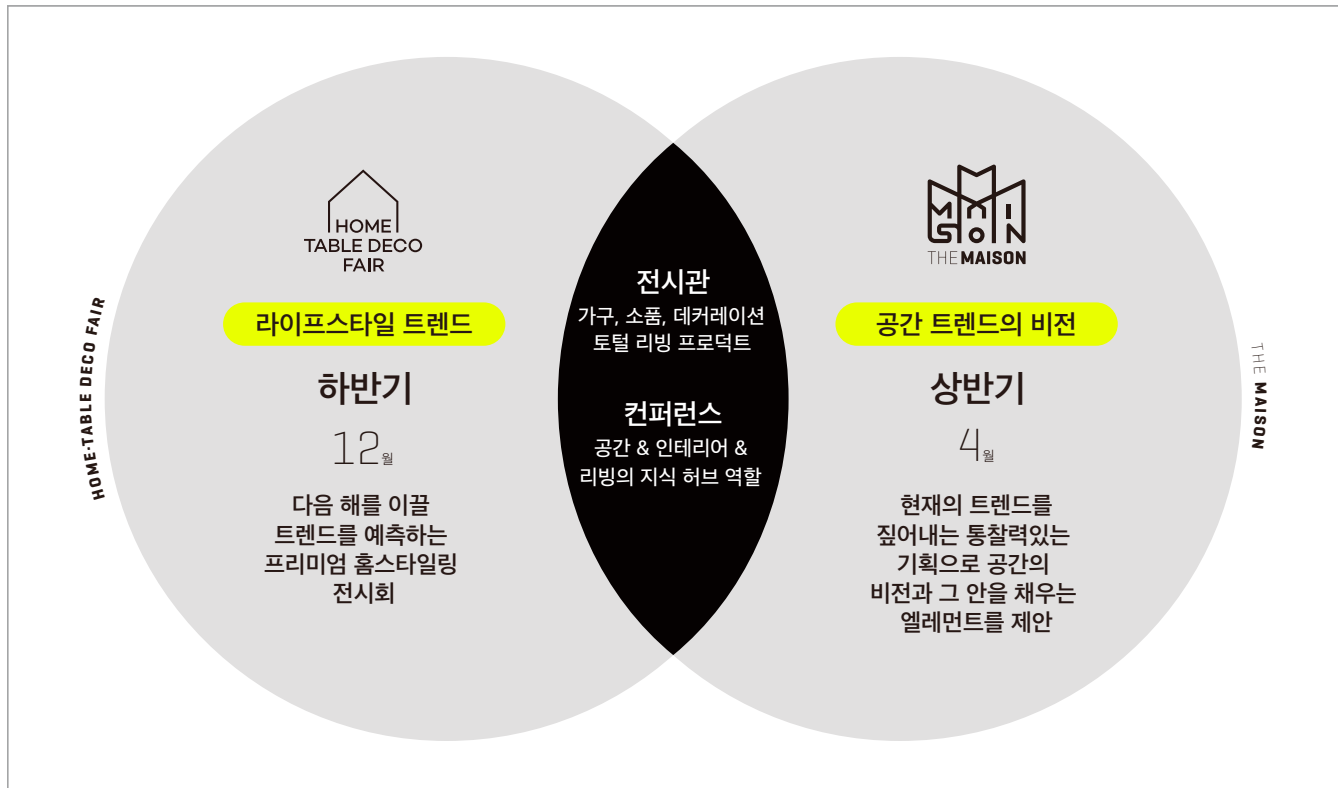 HOME-TABLE DECO FAIR
HOME
TABLE DECO
FAIR
라이프스타일 트렌드
하반기
12월
다음 해를 이끌
트렌드를 예측하는
프리미엄 홈스타일링
전시회
전시관
가구, 소품, 데커레이션
토털 리빙 프로덕트
컨퍼런스
공간 & 인테리어 &
리빙의 지식 허브 역할
MAISON
THE MAISON
공간 트렌드의 비전
상반기
4월
현재의 트렌드를
짚어내는 통찰력있는
기획으로 공간의
비전과 그 안을 채우는
엘레먼트를 제안
THE MAISON